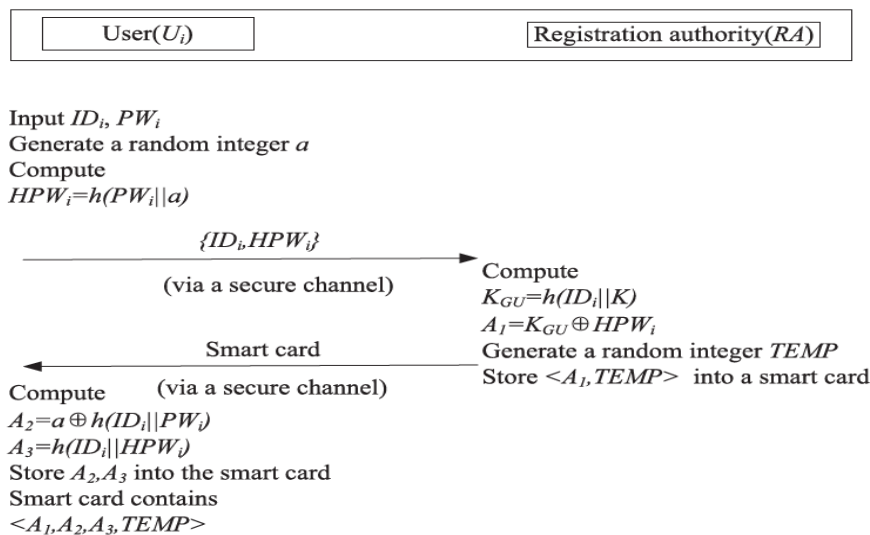 User(Uᵢ)
Registration authority(RA)
Input IDᵢ, PWᵢ
Generate a random integer a
Compute
HPWᵢ=h(PWᵢ||a)
{IDᵢ,HPWᵢ}
(via a secure channel)
Compute
K_GU=h(IDᵢ||K)
A₁=K_GU⊕HPWᵢ
Generate a random integer TEMP
Store <A₁,TEMP> into a smart card
Smart card
(via a secure channel)
Compute
A₂=a⊕h(IDᵢ||PWᵢ)
A₃=h(IDᵢ||HPWᵢ)
Store A₂,A₃ into the smart card
Smart card contains
<A₁,A₂,A₃,TEMP>